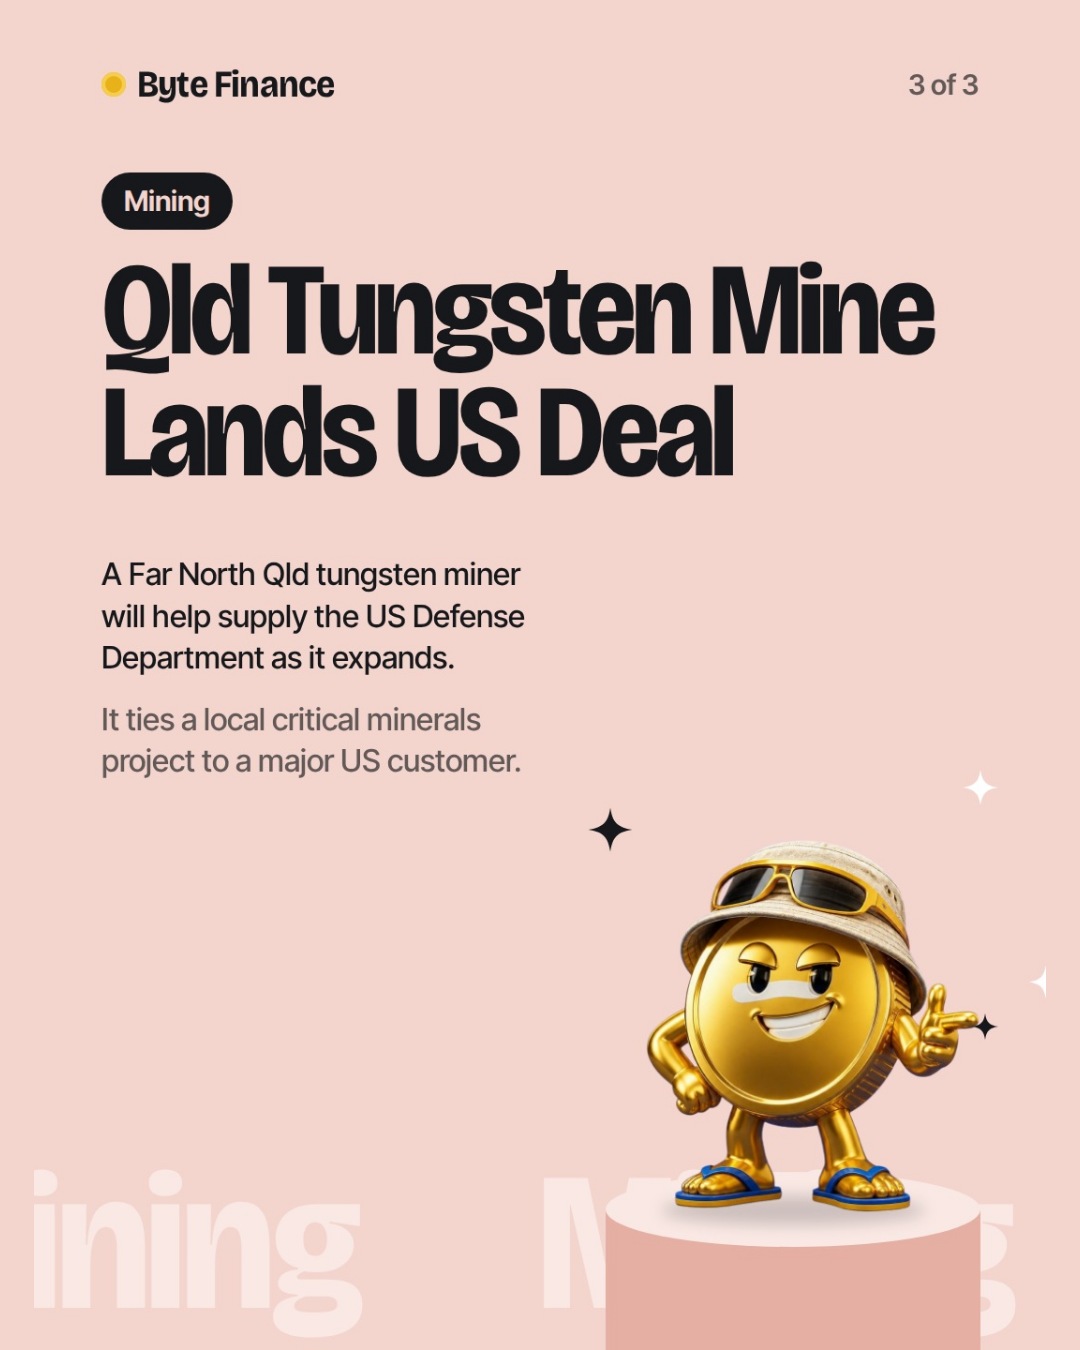 Byte Finance
3 of 3
Mining
Qld Tungsten Mine
Lands US Deal
A Far North Qld tungsten miner
will help supply the US Defense
Department as it expands.
It ties a local critical minerals
project to a major US customer.
ining